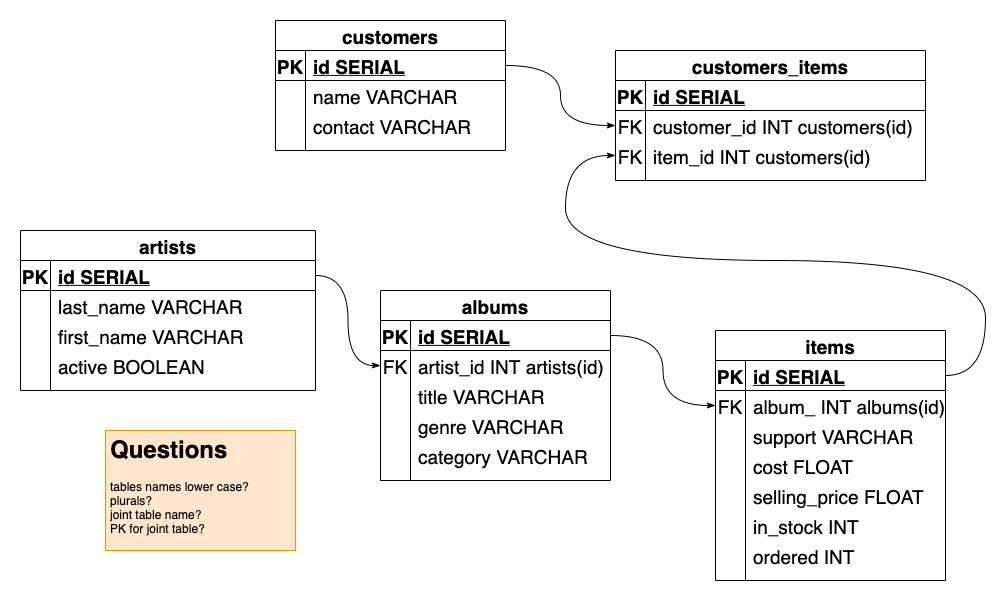 customers
PK id SERIAL
name VARCHAR
contact VARCHAR
customers_items
PK id SERIAL
FK customer_id INT customers(id)
FK item_id INT customers(id)
artists
PK id SERIAL
last_name VARCHAR
first_name VARCHAR
active BOOLEAN
albums
PK id SERIAL
FK artist_id INT artists(id)
title VARCHAR
genre VARCHAR
category VARCHAR
items
PK id SERIAL
FK album_ INT albums(id)
support VARCHAR
cost FLOAT
selling_price FLOAT
in_stock INT
ordered INT
Questions
tables names lower case?
plurals?
joint table name?
PK for joint table?